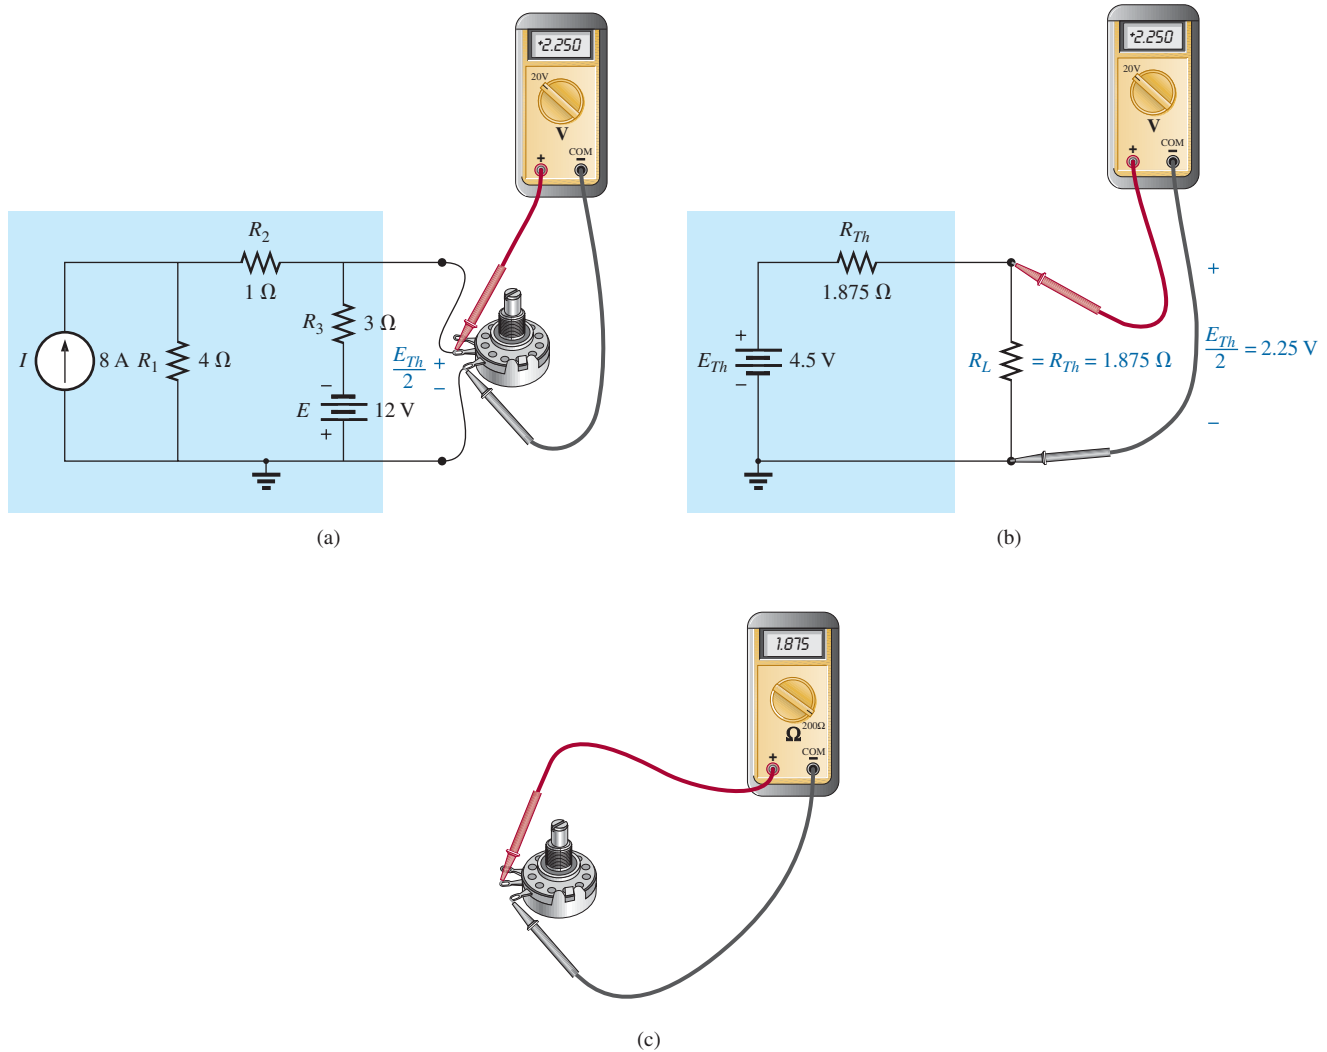 +2.250
20V
V
+
COM
–
R2
1 Ω
R3
3 Ω
I
8 A
R1
4 Ω
ETh
2
+
–
–
E
12 V
+
(a)
+2.250
20V
V
+
COM
–
RTh
1.875 Ω
+
ETh
4.5 V
–
RL
= RTh = 1.875 Ω
+
ETh
2
= 2.25 V
–
(b)
1.875
200Ω
Ω
+
COM
–
(c)